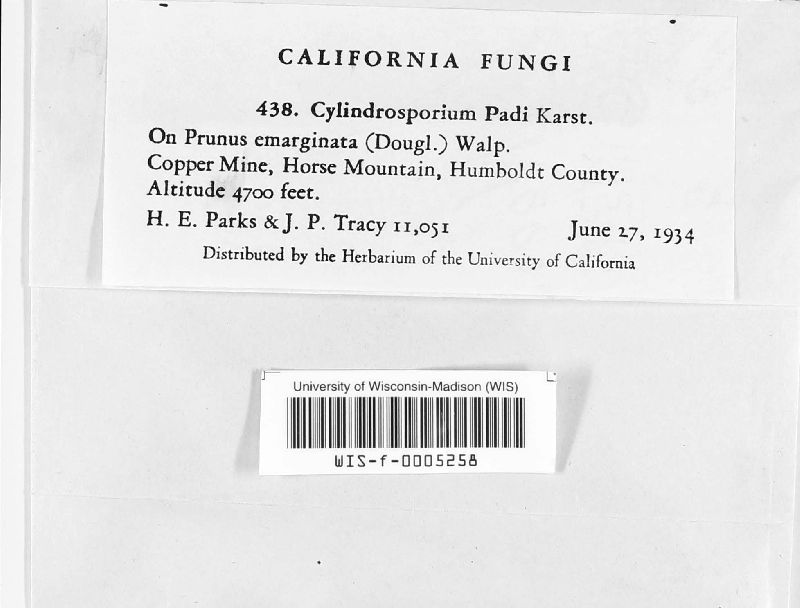 CALIFORNIA FUNGI
438. Cylindrosporium Padi Karst.
On Prunus emarginata (Dougl.) Walp.
Copper Mine, Horse Mountain, Humboldt County.
Altitude 4700 feet.
H. E. Parks & J. P. Tracy 11,051 June 27, 1934
Distributed by the Herbarium of the University of California
University of Wisconsin-Madison (WIS)
WIS-f-0005258